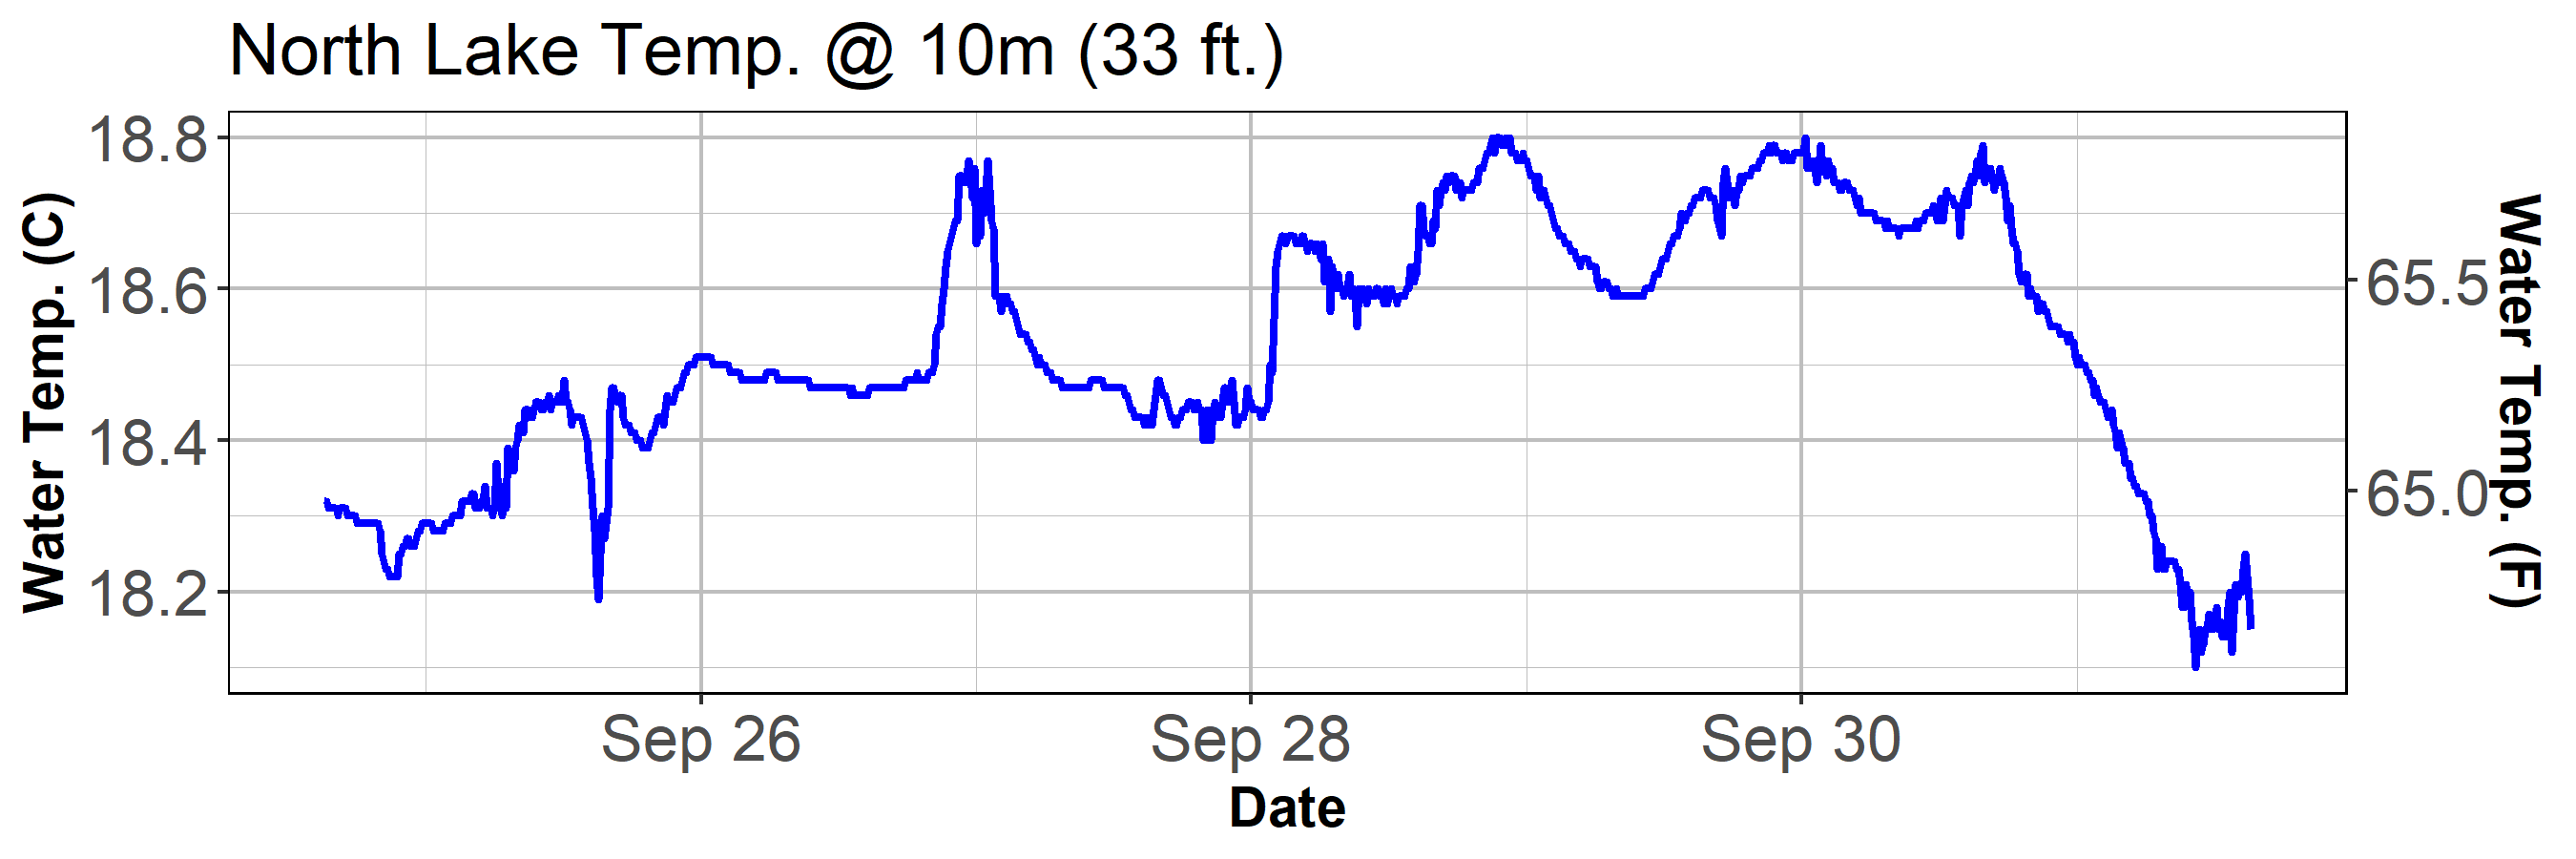 North Lake Temp. @ 10m (33 ft.)
Water Temp. (C)
18.8
18.6
18.4
18.2
65.5
65.0
Water Temp. (F)
Sep 26
Sep 28
Sep 30
Date